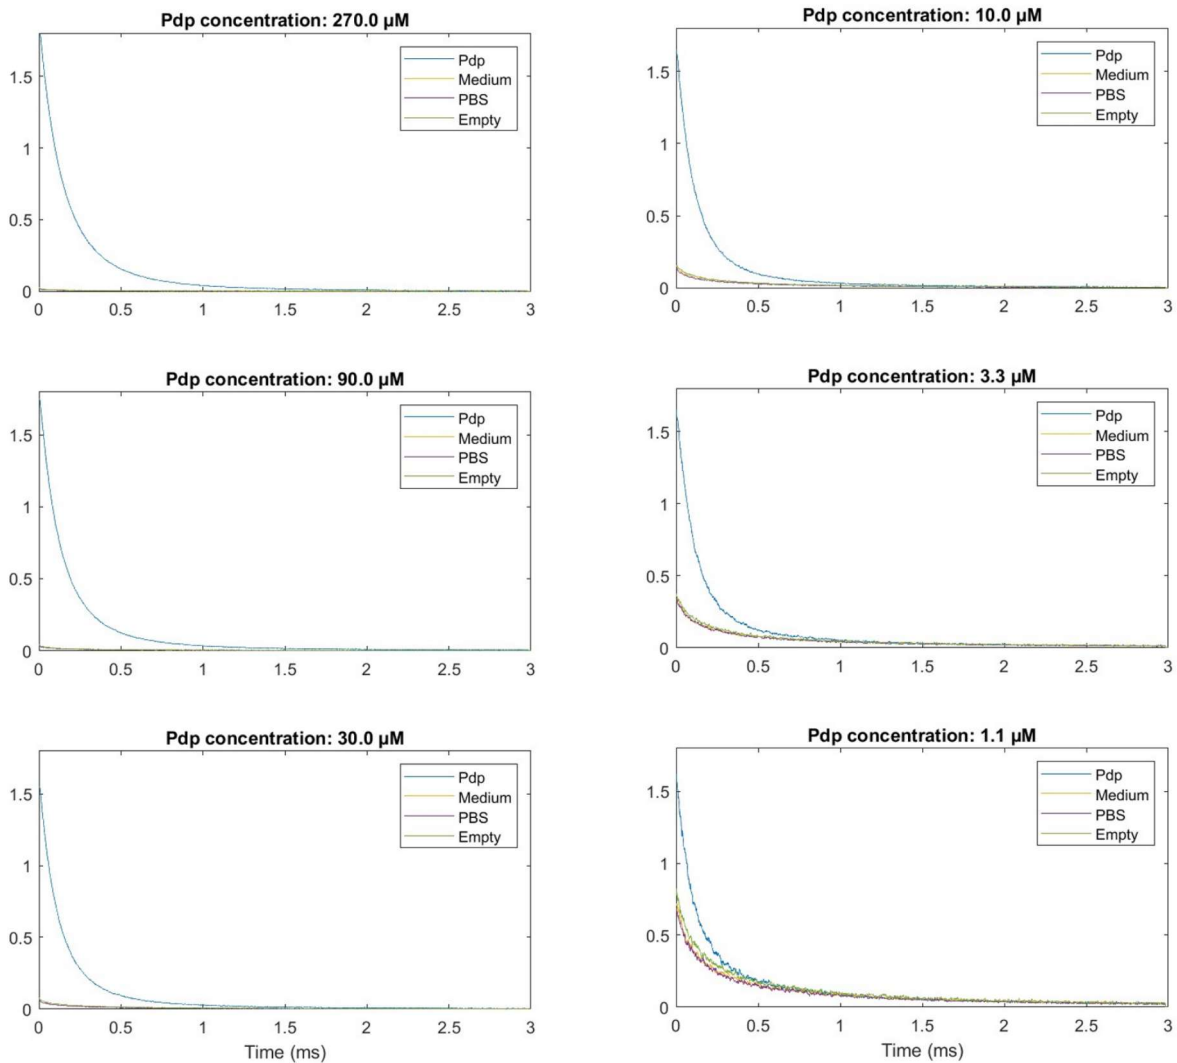 Pdp concentration: 270.0 µM
1.5
1
0.5
0
Pdp
Medium
PBS
Empty
0 0.5 1 1.5 2 2.5 3
Pdp concentration: 10.0 µM
1.5
1
0.5
0
Pdp
Medium
PBS
Empty
0 0.5 1 1.5 2 2.5 3
Pdp concentration: 90.0 µM
1.5
1
0.5
0
Pdp
Medium
PBS
Empty
0 0.5 1 1.5 2 2.5 3
Pdp concentration: 3.3 µM
1.5
1
0.5
0
Pdp
Medium
PBS
Empty
0 0.5 1 1.5 2 2.5 3
Pdp concentration: 30.0 µM
1.5
1
0.5
0
Pdp
Medium
PBS
Empty
0 0.5 1 1.5 2 2.5 3
Time (ms)
Pdp concentration: 1.1 µM
1.5
1
0.5
0
Pdp
Medium
PBS
Empty
0 0.5 1 1.5 2 2.5 3
Time (ms)